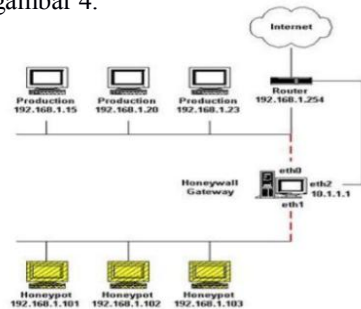 gambar 4.
Internet
Production
192.168.1.15
Production
192.168.1.20
Production
192.168.1.23
Router
192.168.1.254
Honeywall
Gateway
eth0
eth2
10.1.1.1
eth1
Honeypot
192.168.1.101
Honeypot
192.168.1.102
Honeypot
192.168.1.103